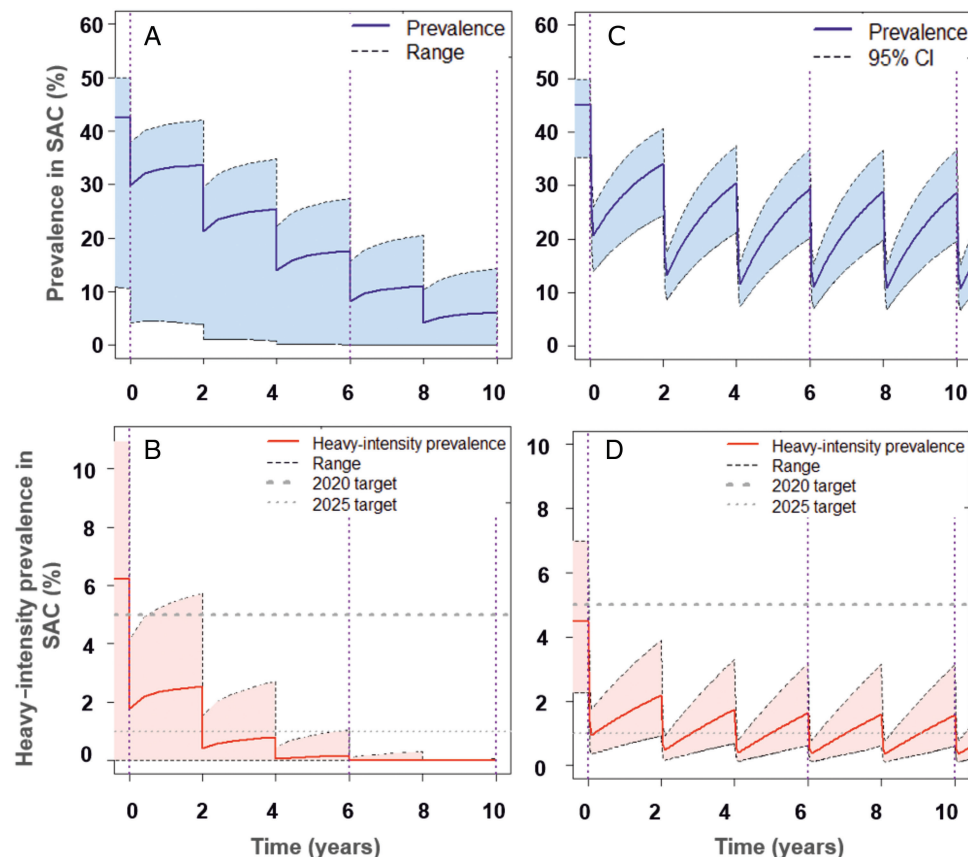 A
Prevalence
Range
60
50
40
30
20
10
0
Prevalence in SAC (%)
0 2 4 6 8 10
C
Prevalence
95% CI
60
50
40
30
20
10
0
0 2 4 6 8 10
B
Heavy-intensity prevalence
Range
2020 target
2025 target
10
8
6
4
2
0
Heavy-intensity prevalence in
SAC (%)
0 2 4 6 8 10
Time (years)
D
Heavy-intensity prevalence
Range
2020 target
2025 target
10
8
6
4
2
0
0 2 4 6 8 10
Time (years)